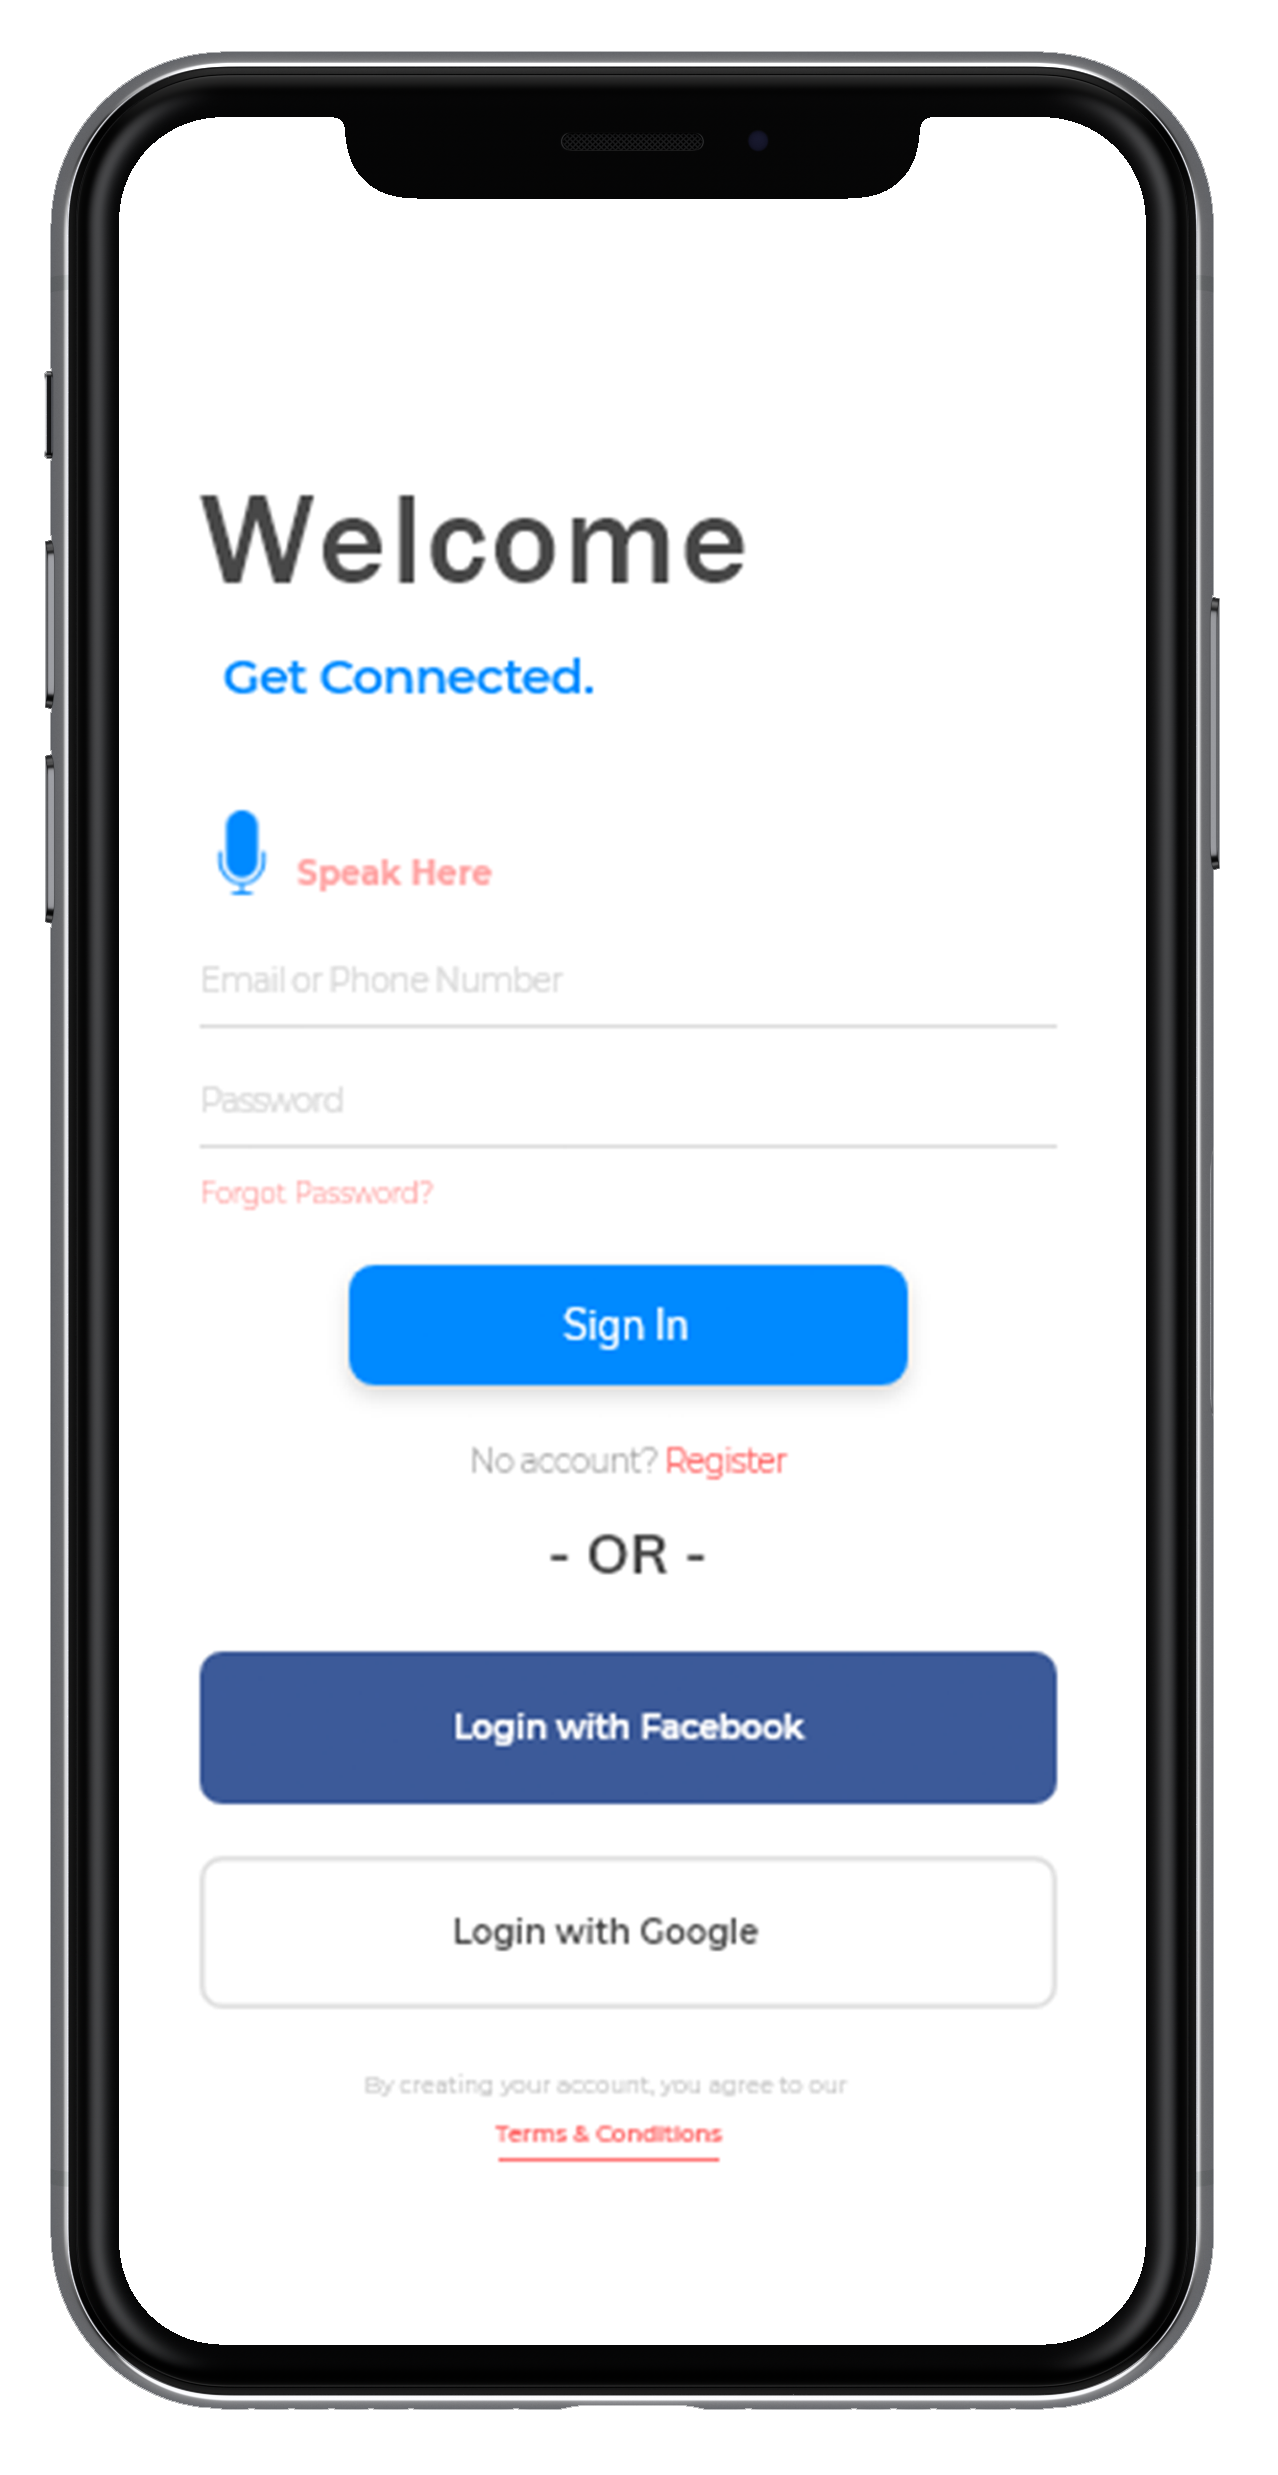 Welcome
Get Connected.
Speak Here
Email or Phone Number
Password
Forgot Password?
Sign In
No account? Register
- OR -
Login with Facebook
Login with Google
By creating your account, you agree to our
Terms & Conditions